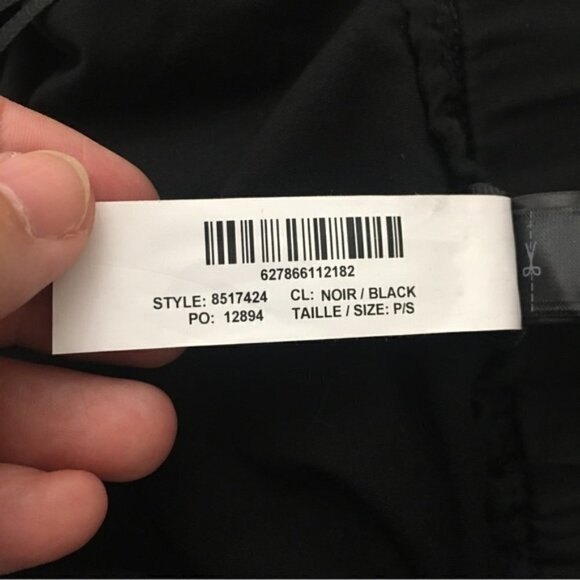 627866112182
STYLE: 8517424 CL: NOIR / BLACK
PO: 12894 TAILLE / SIZE: P/S